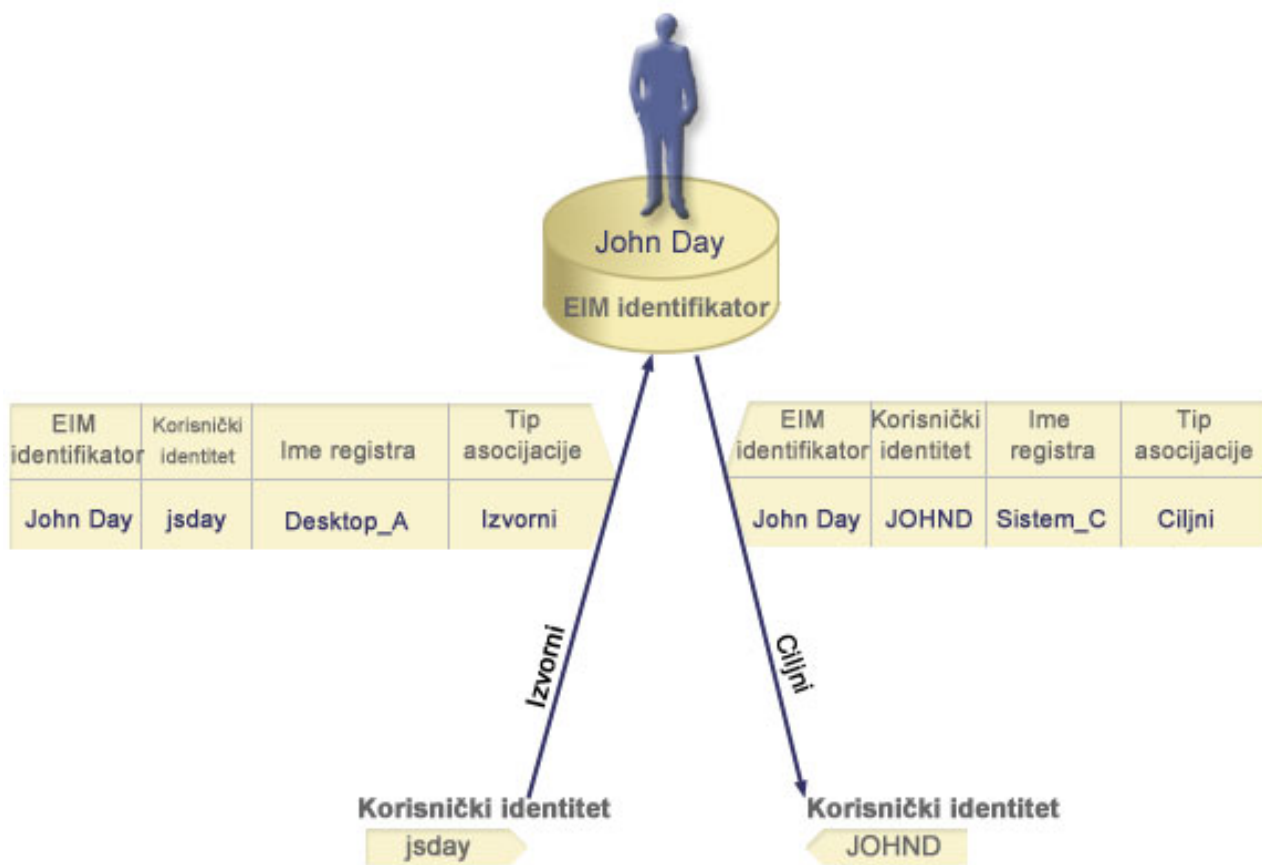 John Day
EIM identifikator
EIM identifikator
Korisnički identitet
Ime registra
Tip asocijacije
John Day
jsday
Desktop_A
Izvorni
EIM identifikator
Korisnički identitet
Ime registra
Tip asocijacije
John Day
JOHND
Sistem_C
Ciljni
Izvorni
Ciljni
Korisnički identitet
jsday
Korisnički identitet
JOHND